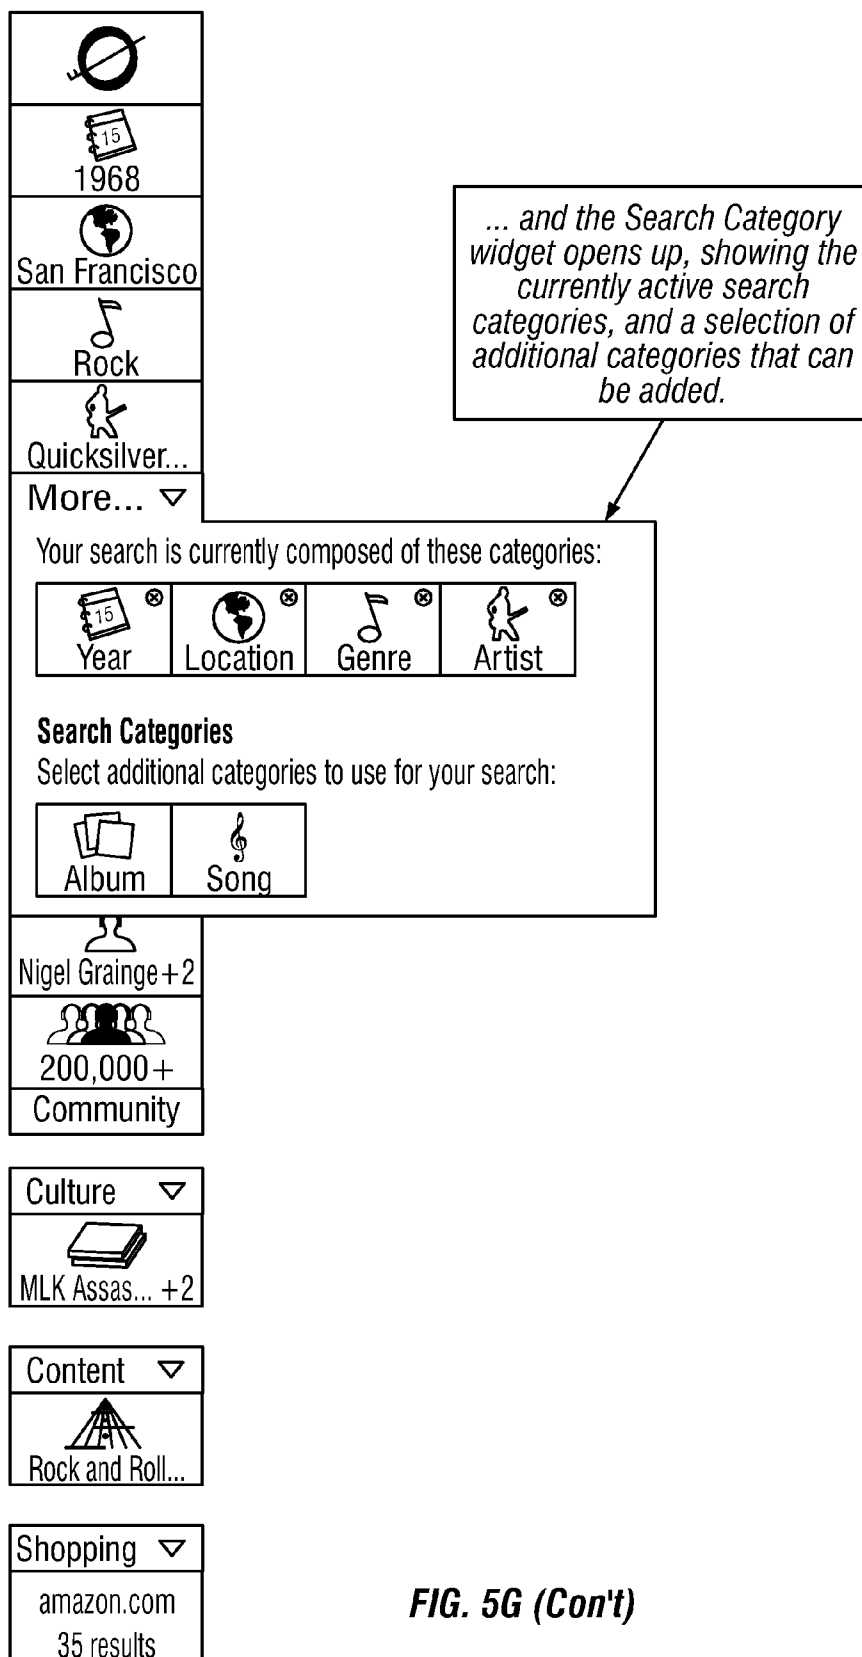 15
1968
San Francisco
Rock
Quicksilver...
More...
... and the Search Category
widget opens up, showing the
currently active search
categories, and a selection of
additional categories that can
be added.
Your search is currently composed of these categories:
15
Year
Location
Genre
Artist
Search Categories
Select additional categories to use for your search:
Album
Song
Nigel Grainge+2
200,000+
Community
Culture
MLK Assas... +2
Content
Rock and Roll...
Shopping
amazon.com
35 results
FIG. 5G (Con't)